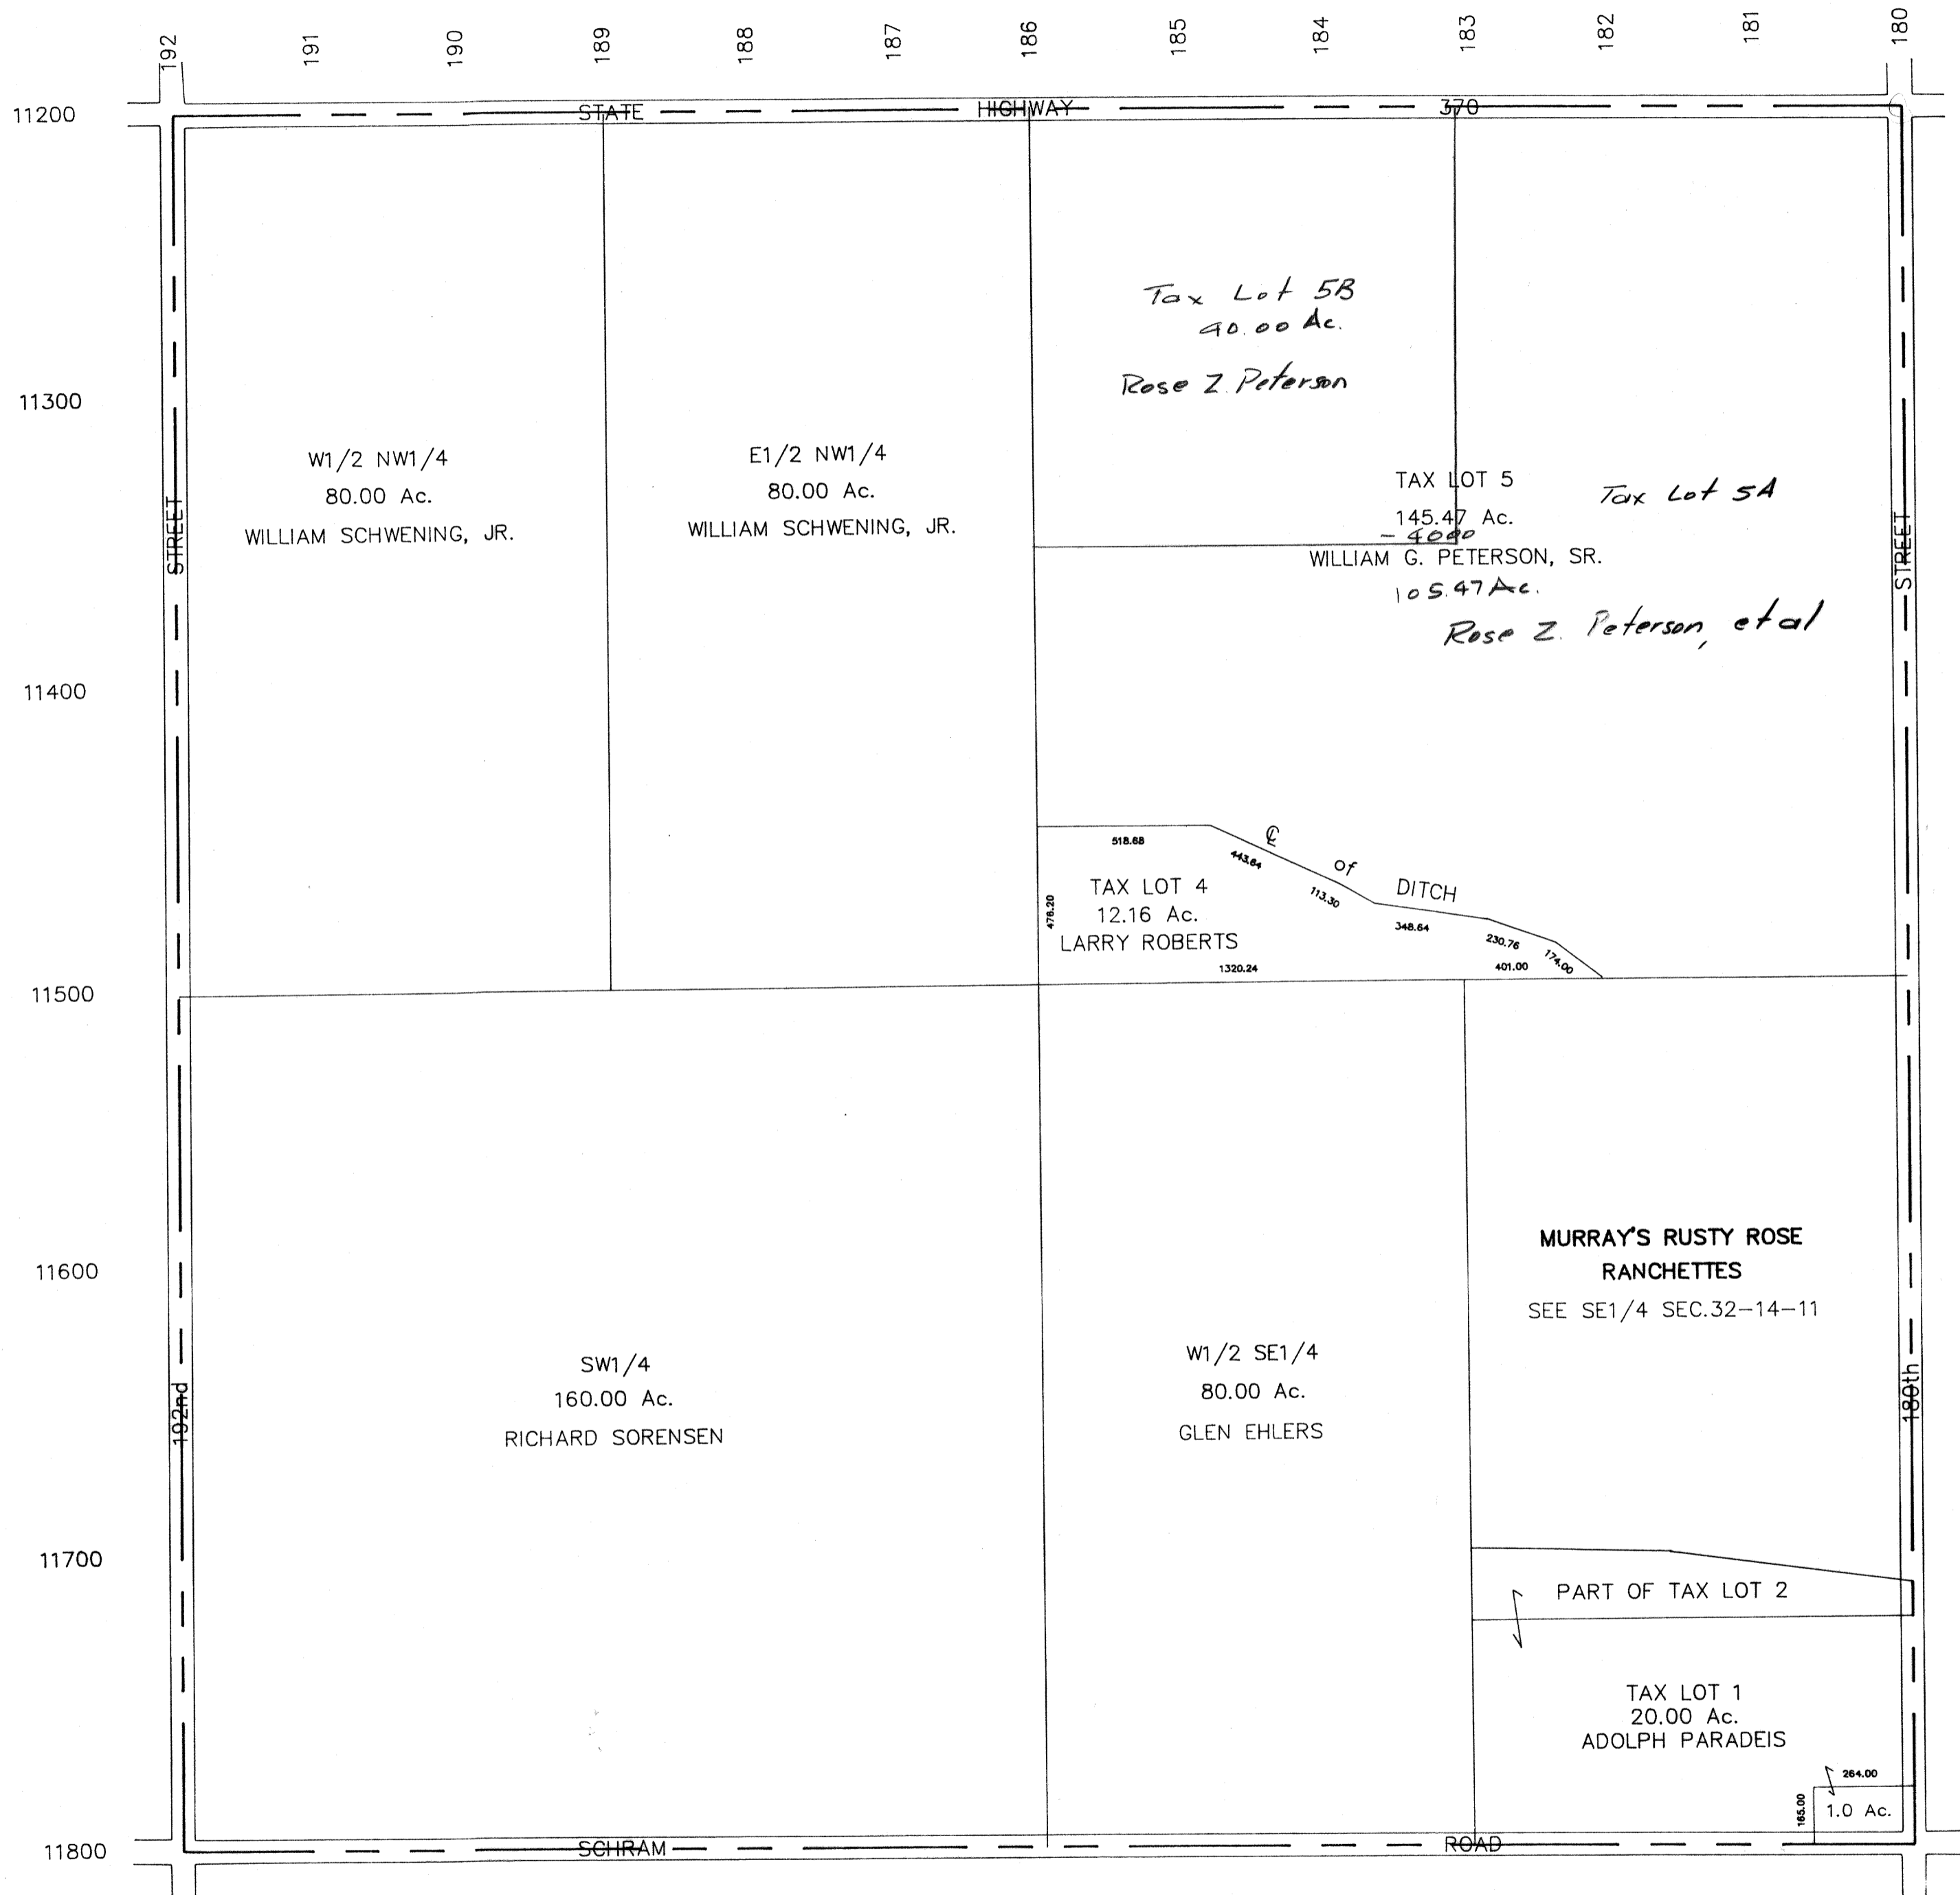 192
191
190
189
188
187
186
185
184
183
182
181
180
11200
STATE HIGHWAY 370
Tax Lot 5B
40.00 Ac.
Rose Z. Peterson
11300
W1/2 NW1/4
80.00 Ac.
WILLIAM SCHWENING, JR.
E1/2 NW1/4
80.00 Ac.
WILLIAM SCHWENING, JR.
TAX LOT 5
145.47 Ac.
- 4000
WILLIAM G. PETERSON, SR.
105.47 Ac.
Tax Lot 5A
Rose Z. Peterson, et al
STREET
STREET
11400
518.68
443.64
113.30
348.64
230.76
174.00
℄ of DITCH
476.20
TAX LOT 4
12.16 Ac.
LARRY ROBERTS
1320.24
401.00
11500
11600
MURRAY'S RUSTY ROSE
RANCHETTES
SEE SE1/4 SEC.32-14-11
SW1/4
160.00 Ac.
RICHARD SORENSEN
W1/2 SE1/4
80.00 Ac.
GLEN EHLERS
192nd
180th
11700
PART OF TAX LOT 2
TAX LOT 1
20.00 Ac.
ADOLPH PARADEIS
264.00
165.00
1.0 Ac.
11800
SCHRAM ROAD